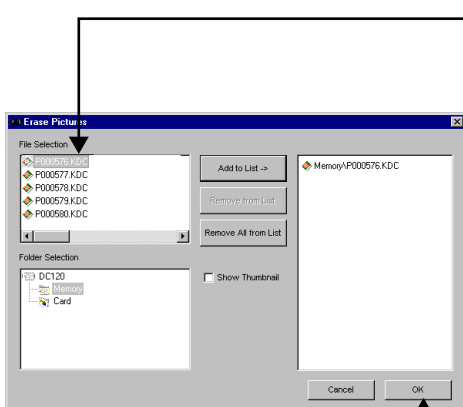 Erase Pictures
File Selection
P000576.KDC
P000577.KDC
P000578.KDC
P000579.KDC
P000580.KDC
Add to List ->
Remove from List
Remove All from List
Memory\P000576.KDC
Folder Selection
DC120
Memory
Card
Show Thumbnail
Cancel
OK